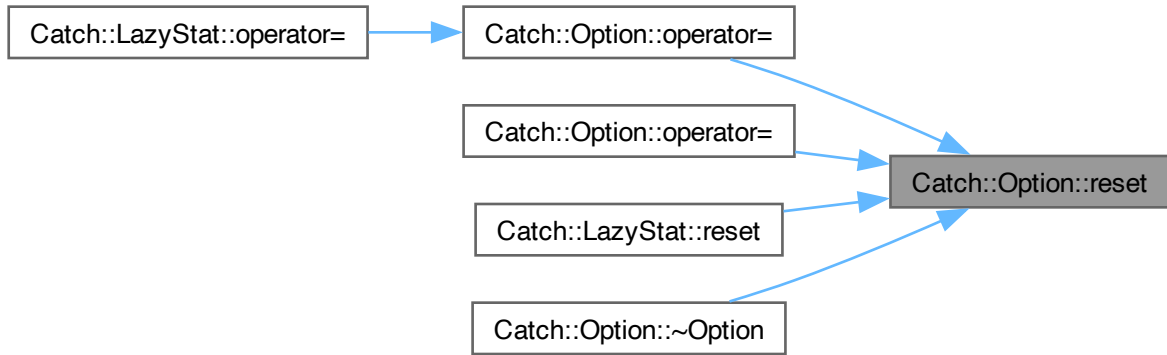 Catch::LazyStat::operator=
Catch::Option::operator=
Catch::Option::operator=
Catch::Option::reset
Catch::LazyStat::reset
Catch::Option::~Option